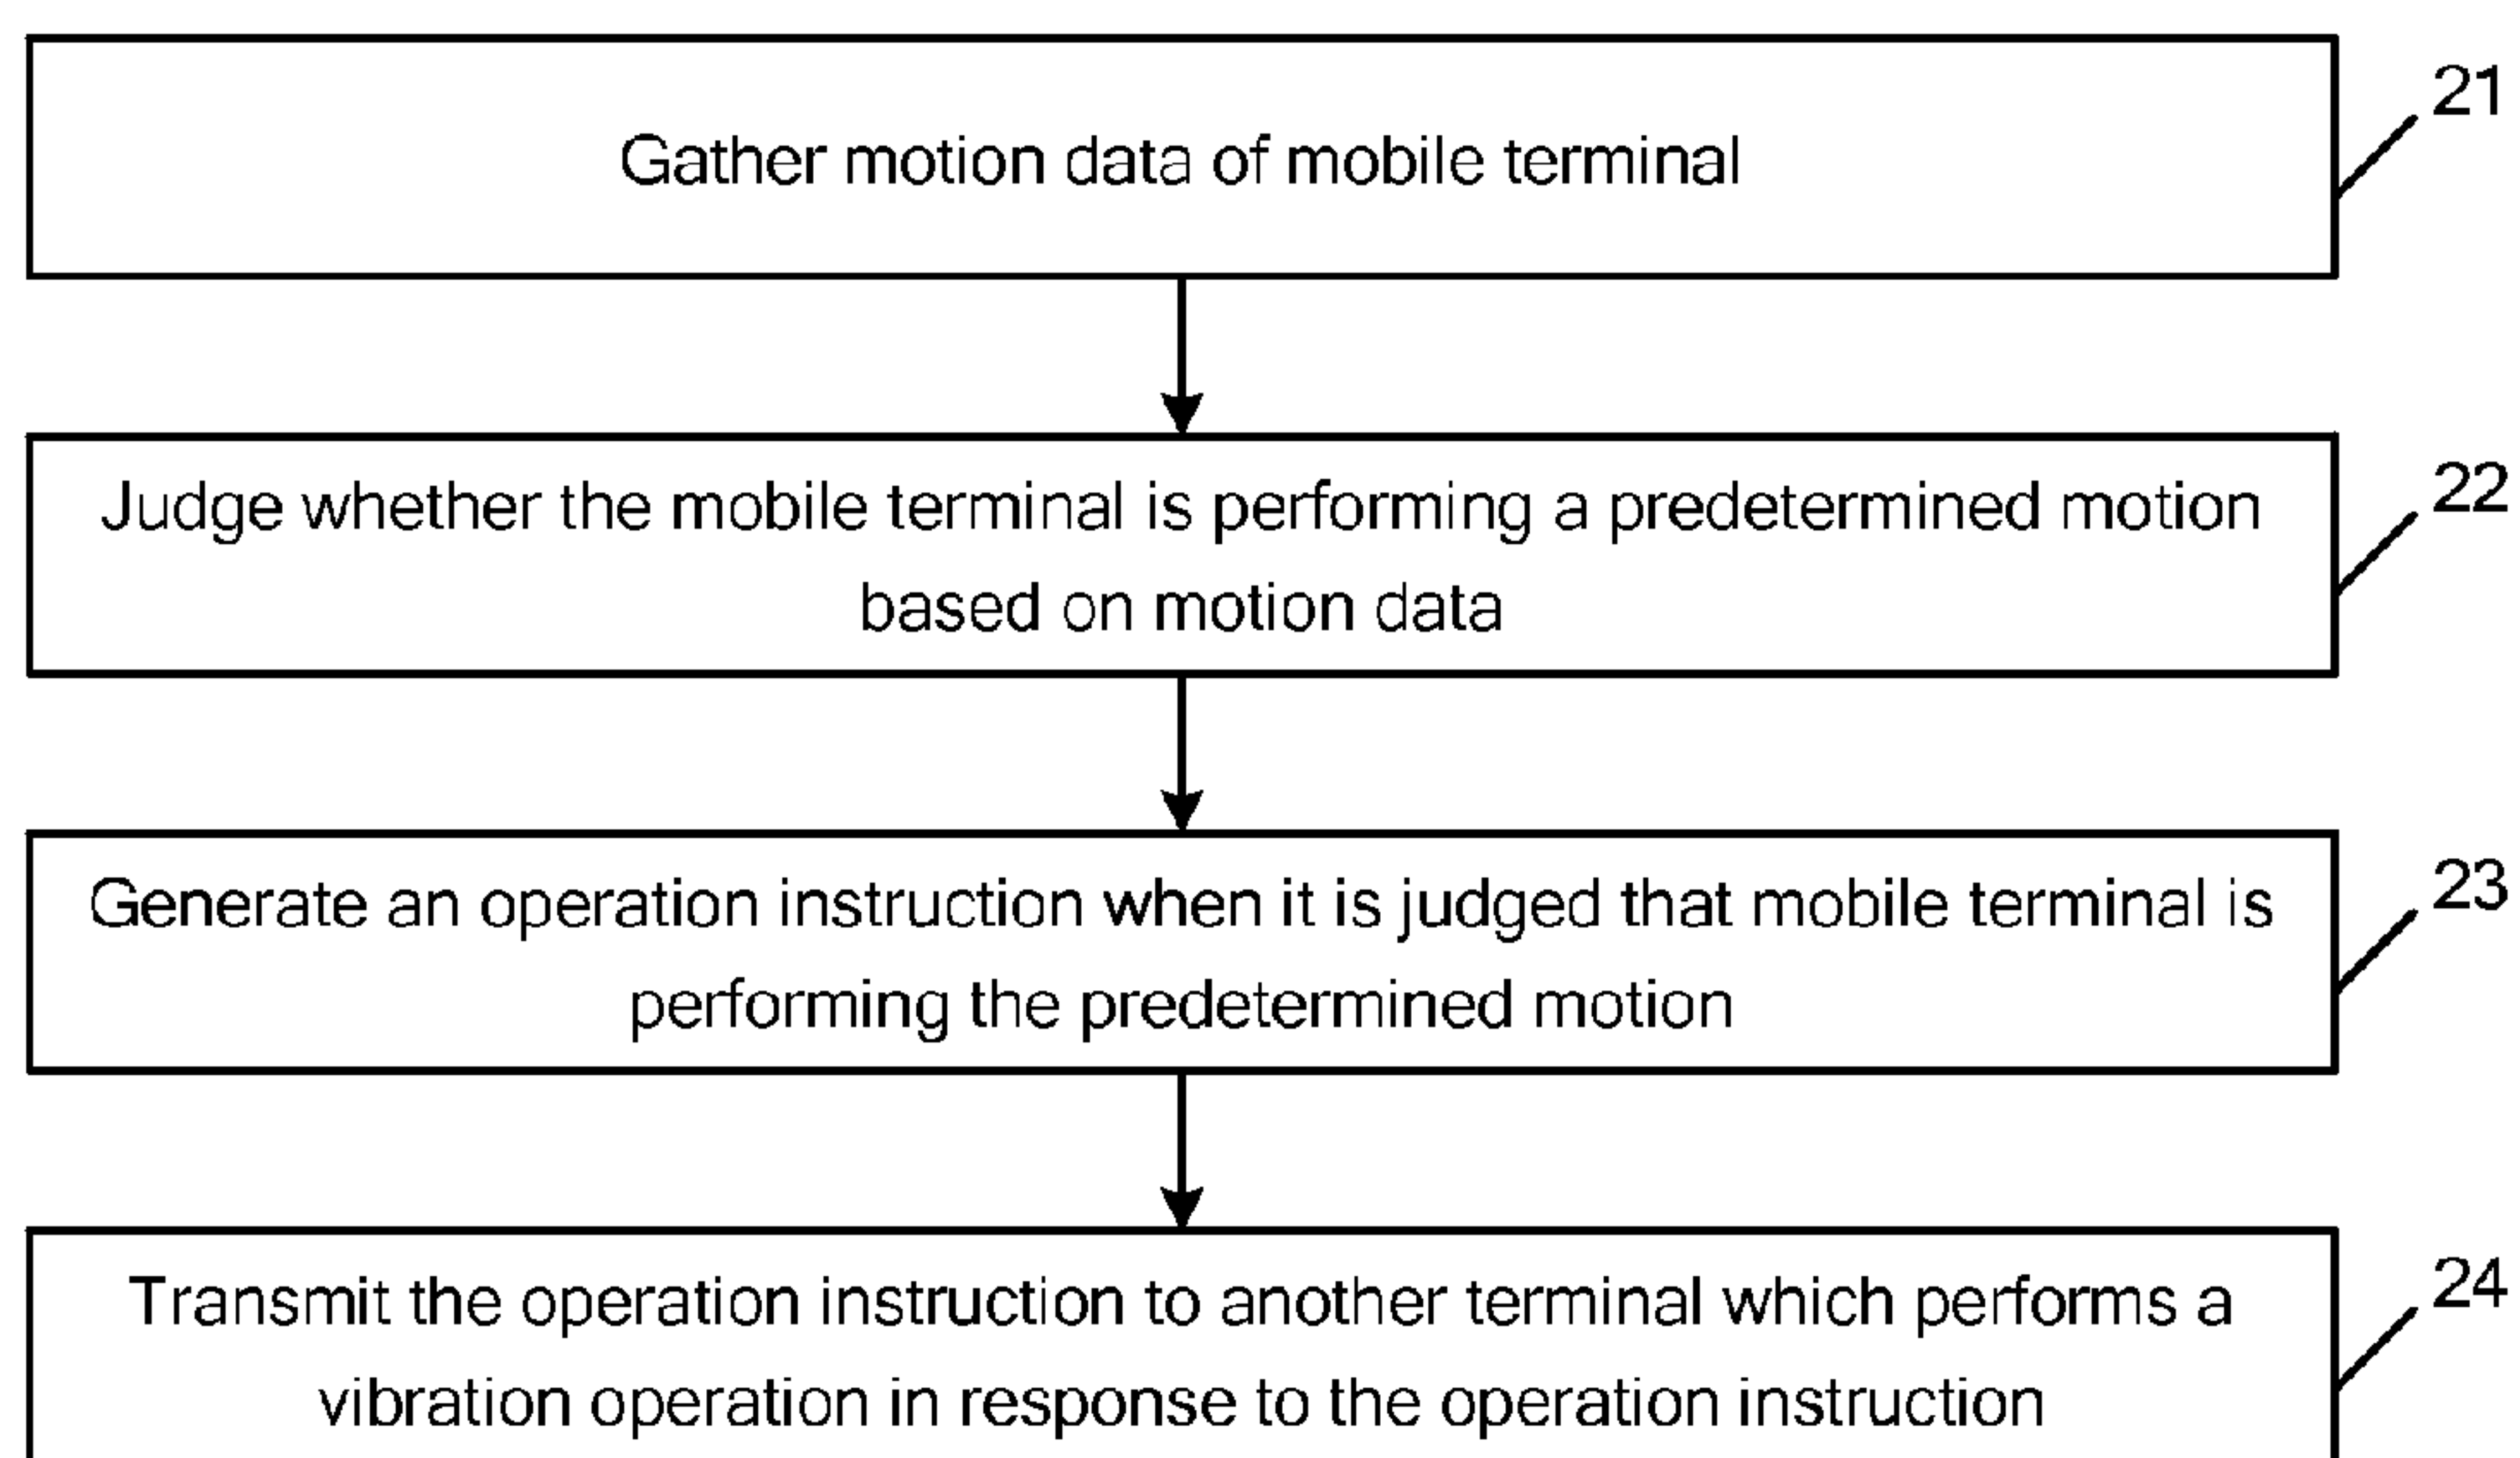 21
Gather motion data of mobile terminal
22
Judge whether the mobile terminal is performing a predetermined motion
based on motion data
23
Generate an operation instruction when it is judged that mobile terminal is
performing the predetermined motion
24
Transmit the operation instruction to another terminal which performs a
vibration operation in response to the operation instruction